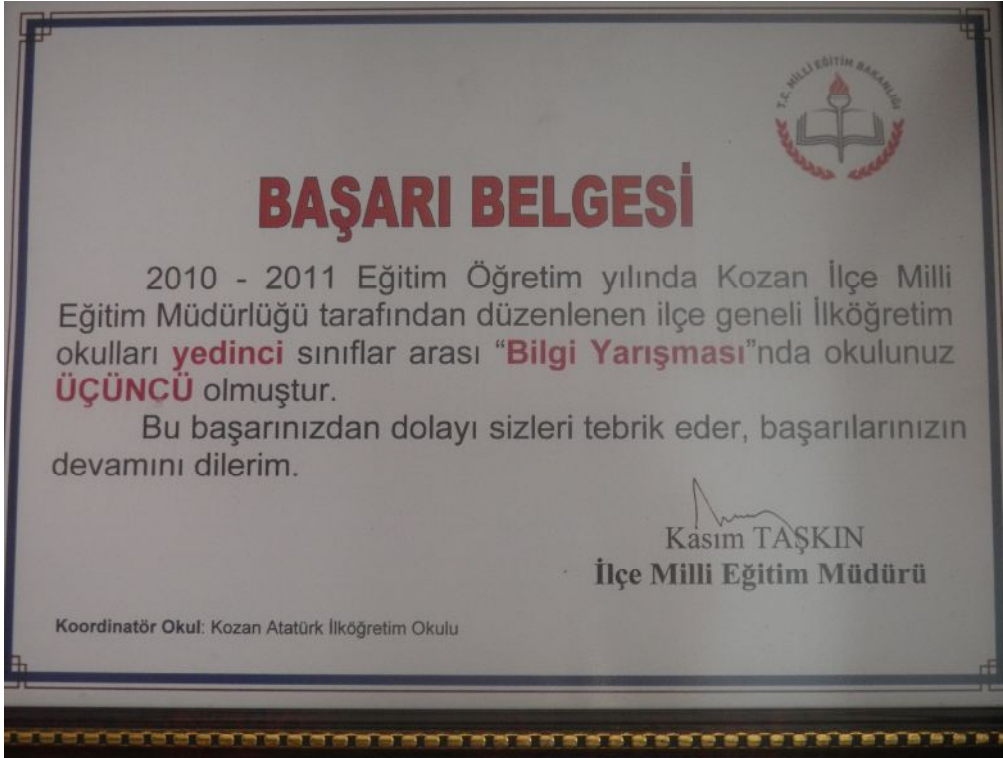 T.C. MİLLİ EĞİTİM BAKANLIĞI
BAŞARI BELGESİ
2010 - 2011 Eğitim Öğretim yılında Kozan İlçe Milli
Eğitim Müdürlüğü tarafından düzenlenen ilçe geneli İlköğretim
okulları yedinci sınıflar arası “Bilgi Yarışması”nda okulunuz
ÜÇÜNCÜ olmuştur.
Bu başarınızdan dolayı sizleri tebrik eder, başarılarınızın
devamını dilerim.
Kasım TAŞKIN
İlçe Milli Eğitim Müdürü
Koordinatör Okul: Kozan Atatürk İlköğretim Okulu